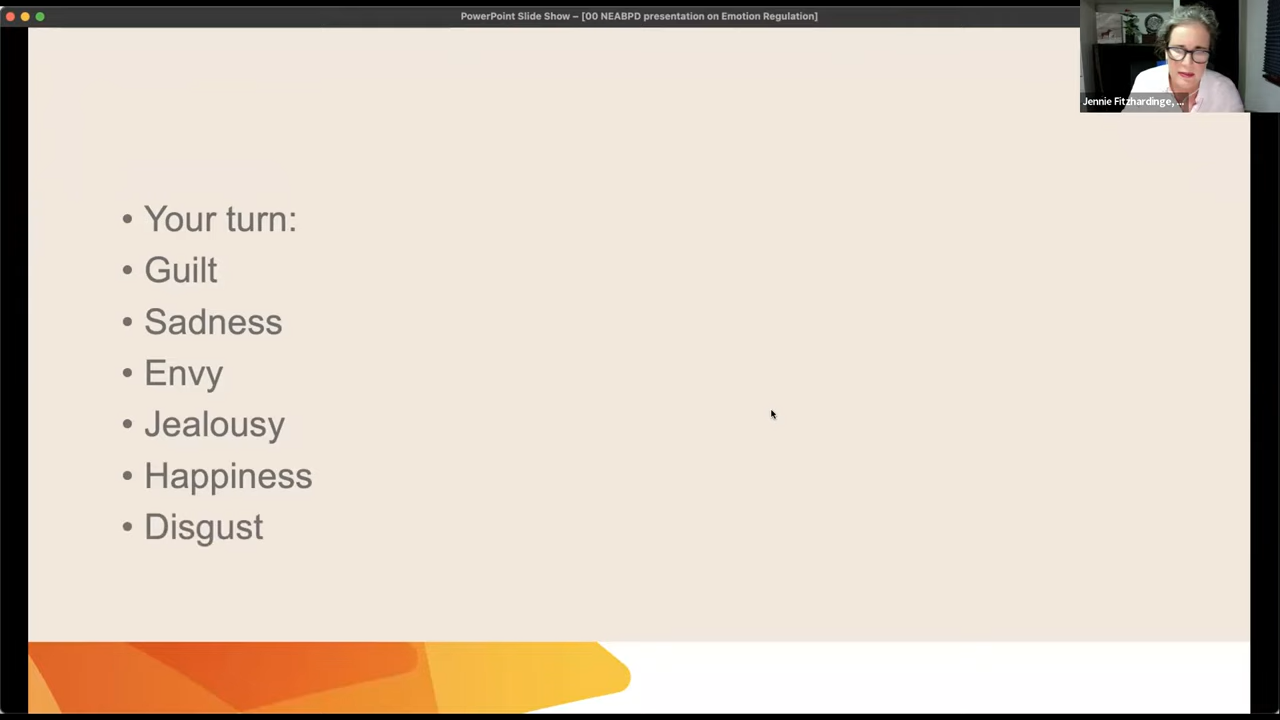 PowerPoint Slide Show – [00 NEABPD presentation on Emotion Regulation]
Jennie Fitzhardinge, ...
• Your turn:
• Guilt
• Sadness
• Envy
• Jealousy
• Happiness
• Disgust